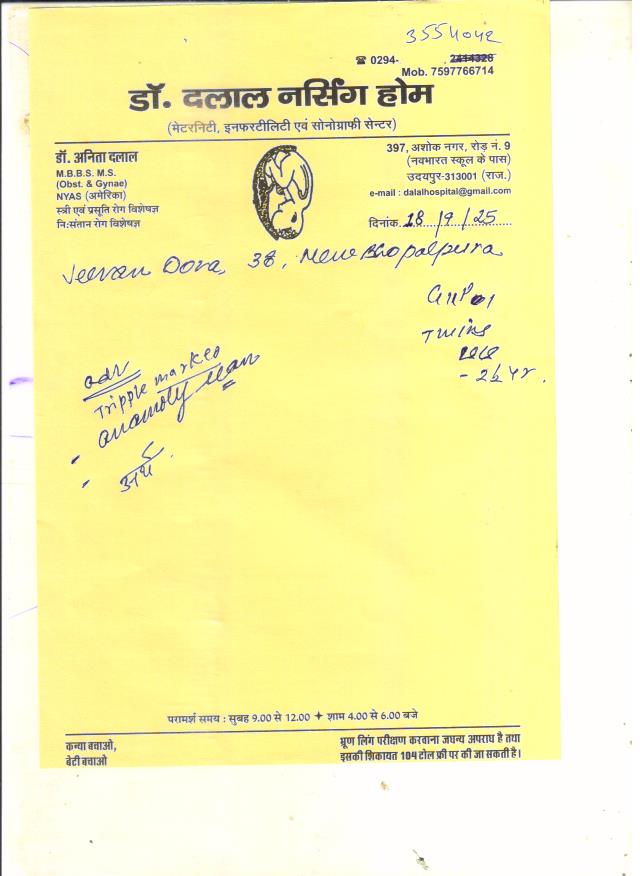 3554042
☎ 0294- 2414328
Mob. 7597766714
डॉ. दलाल नर्सिंग होम
(मेटरनिटी, इनफरटीलिटी एवं सोनोग्राफी सेन्टर)
डॉ. अनिता दलाल
M.B.B.S. M.S.
(Obst. & Gynae)
NYAS (अमेरिका)
स्त्री एवं प्रसूति रोग विशेषज्ञ
नि:संतान रोग विशेषज्ञ
397, अशोक नगर, रोड़ नं. 9
(नवभारत स्कूल के पास)
उदयपुर-313001 (राज.)
e-mail : dalalhospital@gmail.com
दिनांक 18/9/25
Jeevan Dora, 38, New Bhopalpura
Twins
adv
Tripple marker
- anamoly scan
-
परामर्श समय : सुबह 9.00 से 12.00 ✦ शाम 4.00 से 6.00 बजे
कन्या बचाओ,
बेटी बचाओ
भ्रूण लिंग परीक्षण करवाना जघन्य अपराध है तथा
इसकी शिकायत 104 टोल फ्री पर की जा सकती है।